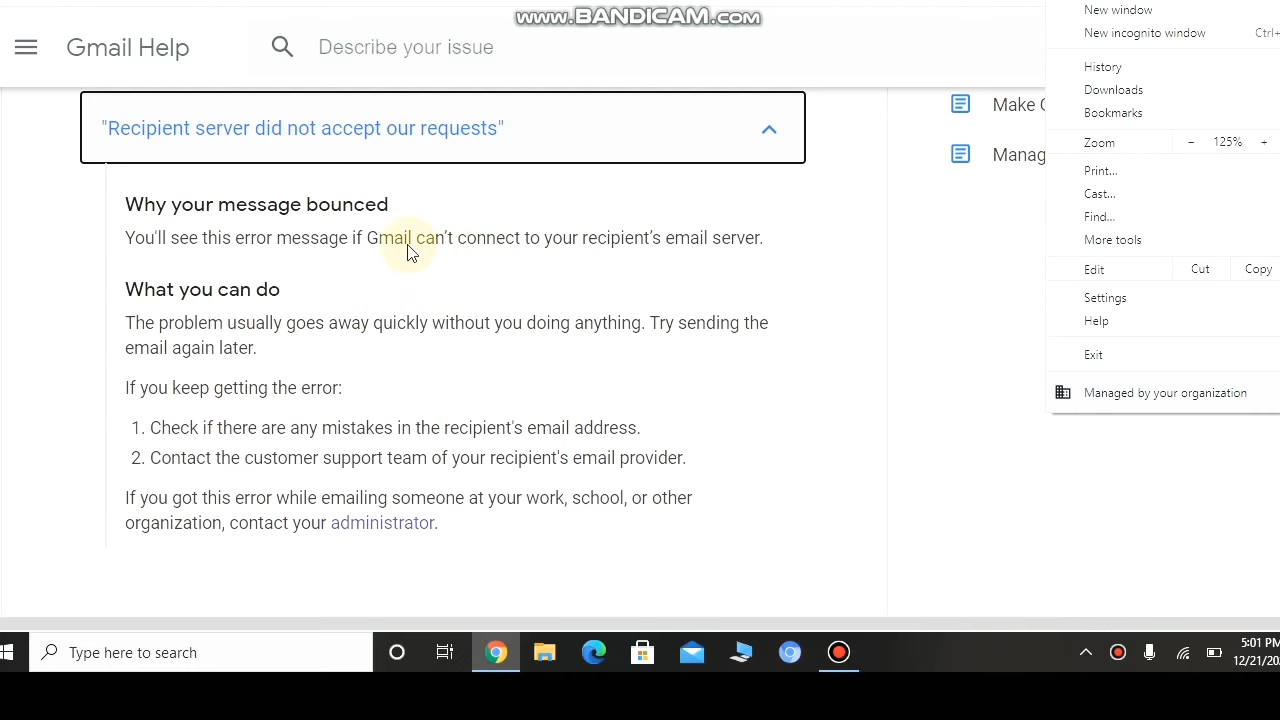 www.BANDICAM.com
Gmail Help
Describe your issue
"Recipient server did not accept our requests"
Why your message bounced
You'll see this error message if Gmail can't connect to your recipient's email server.
What you can do
The problem usually goes away quickly without you doing anything. Try sending the
email again later.
If you keep getting the error:
1. Check if there are any mistakes in the recipient's email address.
2. Contact the customer support team of your recipient's email provider.
If you got this error while emailing someone at your work, school, or other
organization, contact your administrator.
Make
Manag
New window
New incognito window Ctrl+
History
Downloads
Bookmarks
Zoom - 125% +
Print...
Cast...
Find...
More tools
Edit Cut Copy
Settings
Help
Exit
Managed by your organization
Type here to search
5:01 PM
12/21/20